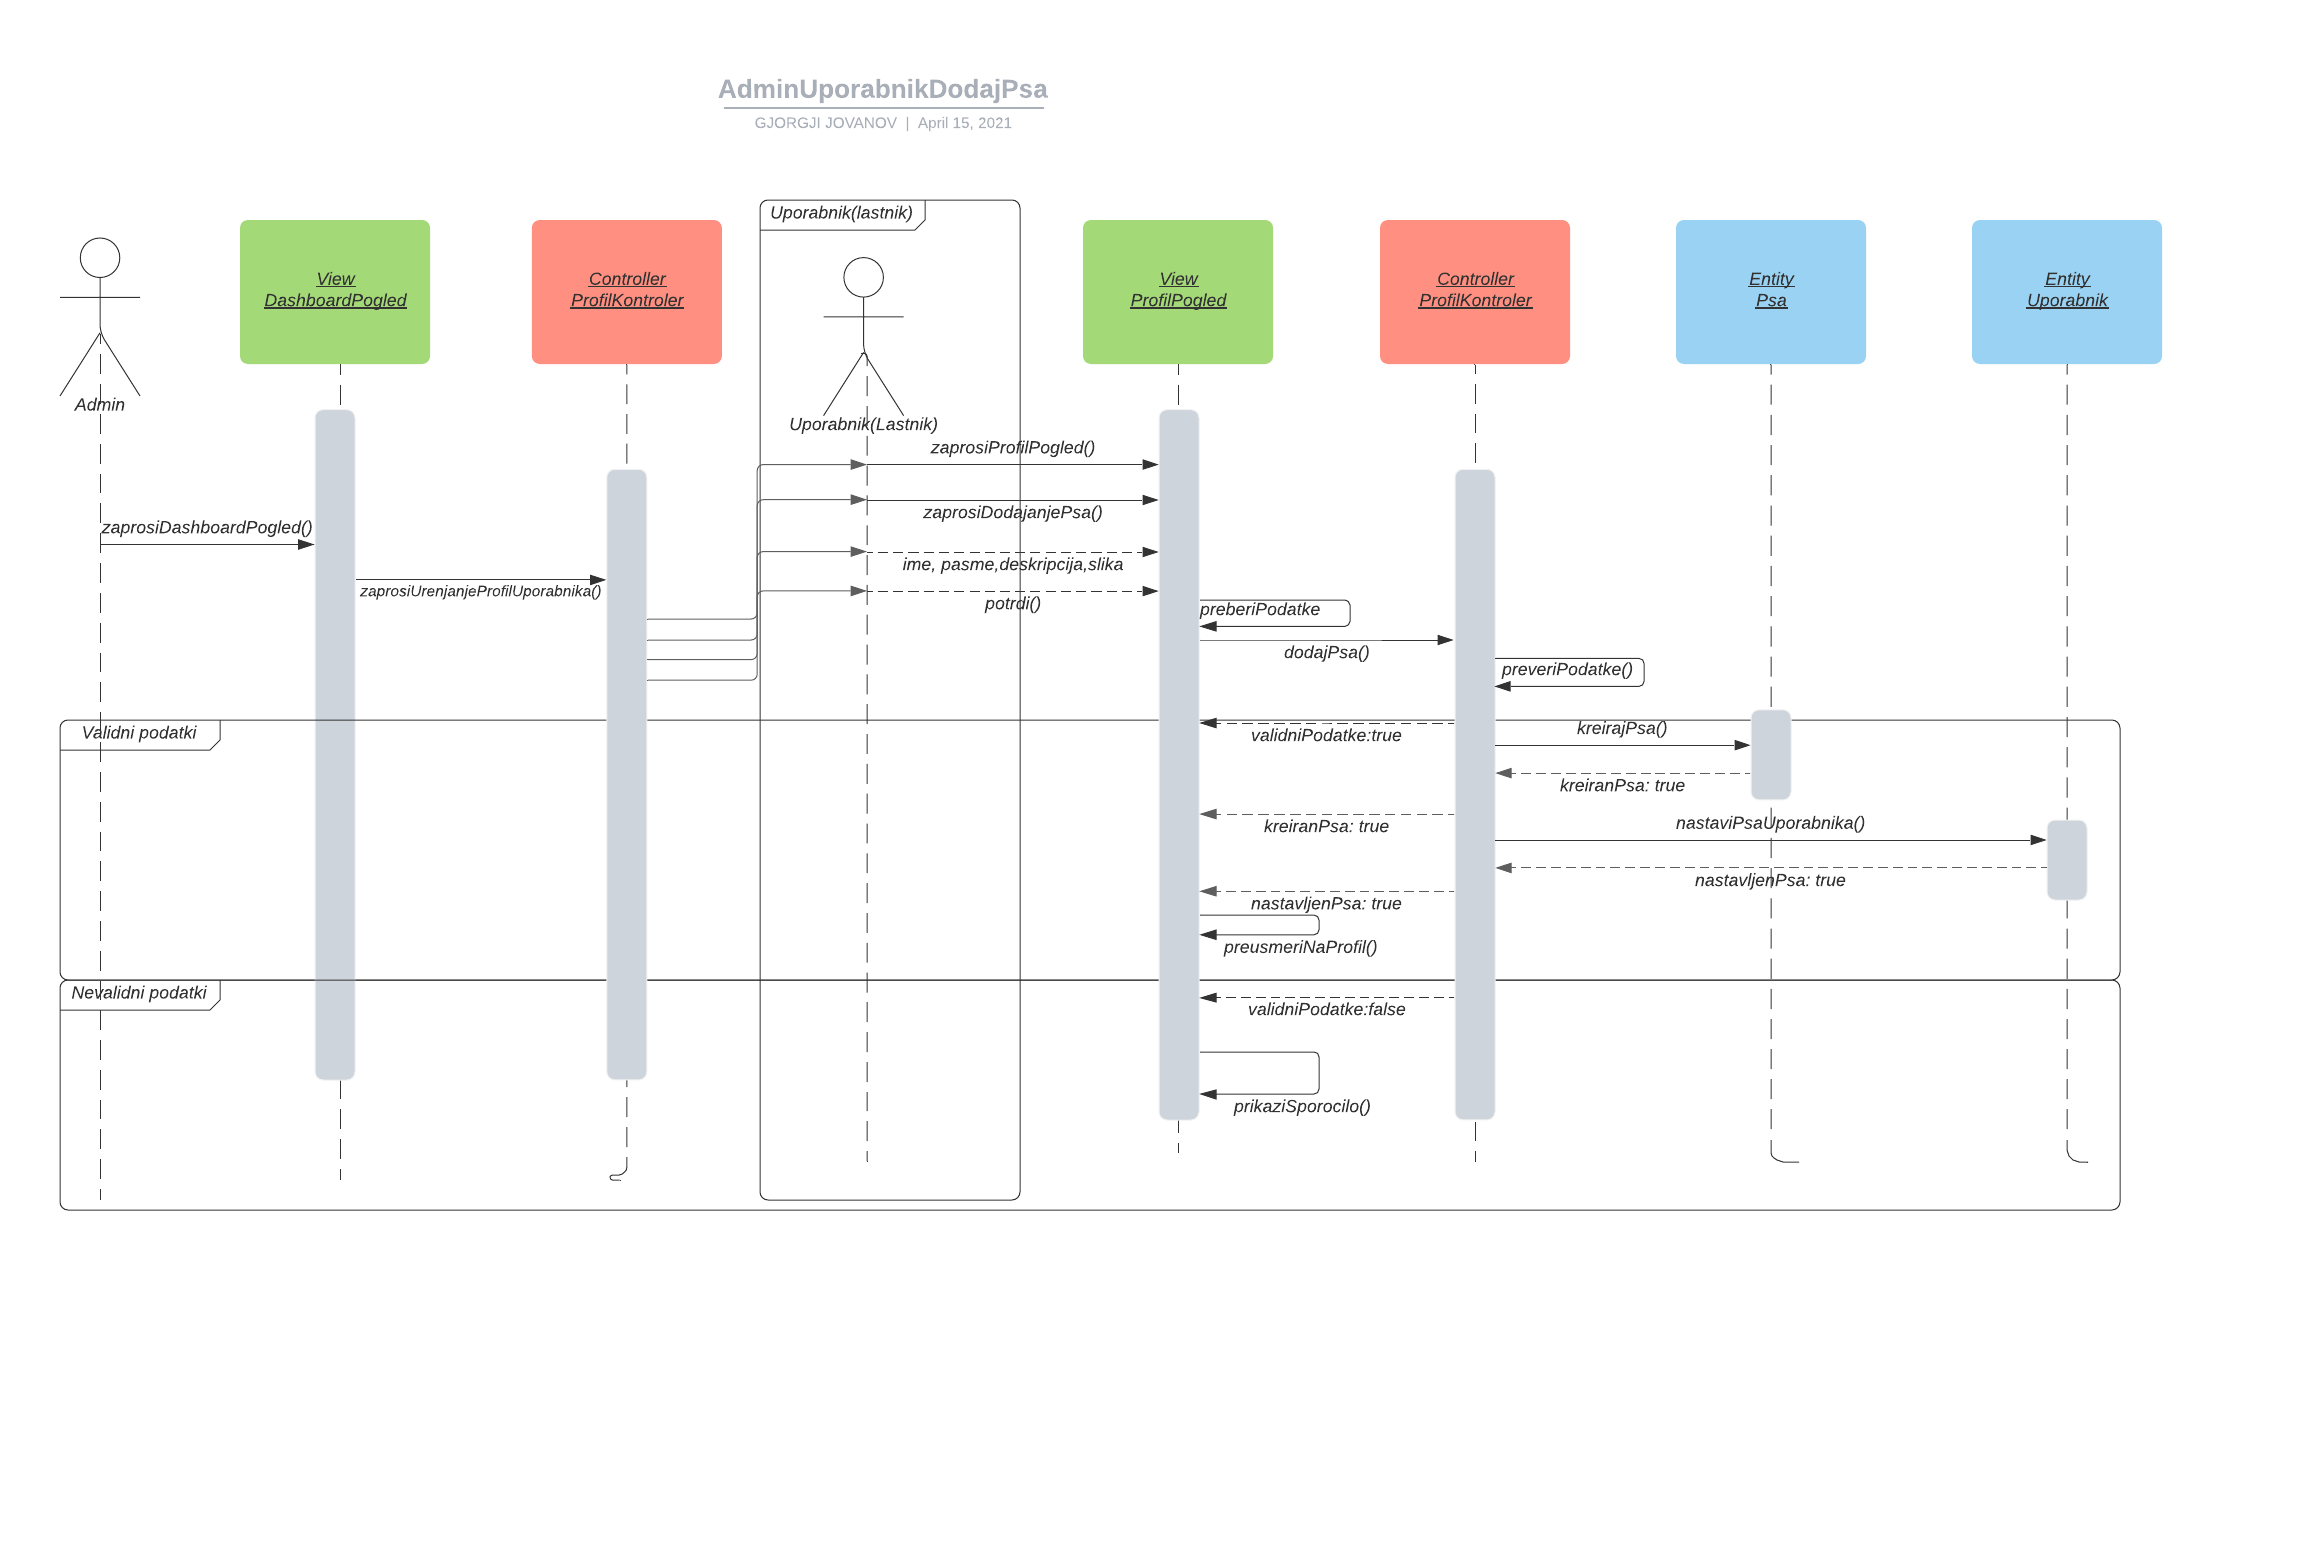 AdminUporabnikDodajPsa
GJORGJI JOVANOV | April 15, 2021
Uporabnik(lastnik)
View
DashboardPogled
Controller
ProfilKontroler
View
ProfilPogled
Controller
ProfilKontroler
Entity
Psa
Entity
Uporabnik
Admin
Uporabnik(Lastnik)
zaprosiProfilPogled()
zaprosiDodajanjePsa()
zaprosiDashboardPogled()
ime, pasme,deskripcija,slika
zaprosiUrenjanjeProfilUporabnika()
potrdi()
preberiPodatke
dodajPsa()
preveriPodatke()
Validni podatki
validniPodatke:true
kreirajPsa()
kreiranPsa: true
kreiranPsa: true
nastaviPsaUporabnika()
nastavljenPsa: true
nastavljenPsa: true
preusmeriNaProfil()
Nevalidni podatki
validniPodatke:false
prikaziSporocilo()